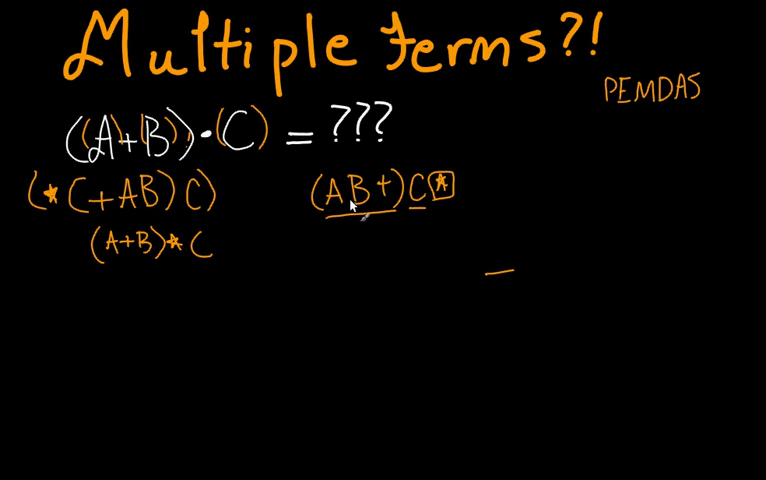 Multiple terms?!
PEMDAS
((A)+(B))·(C) = ???
(*(+AB)C)
(AB+)C*
(A+B)*C